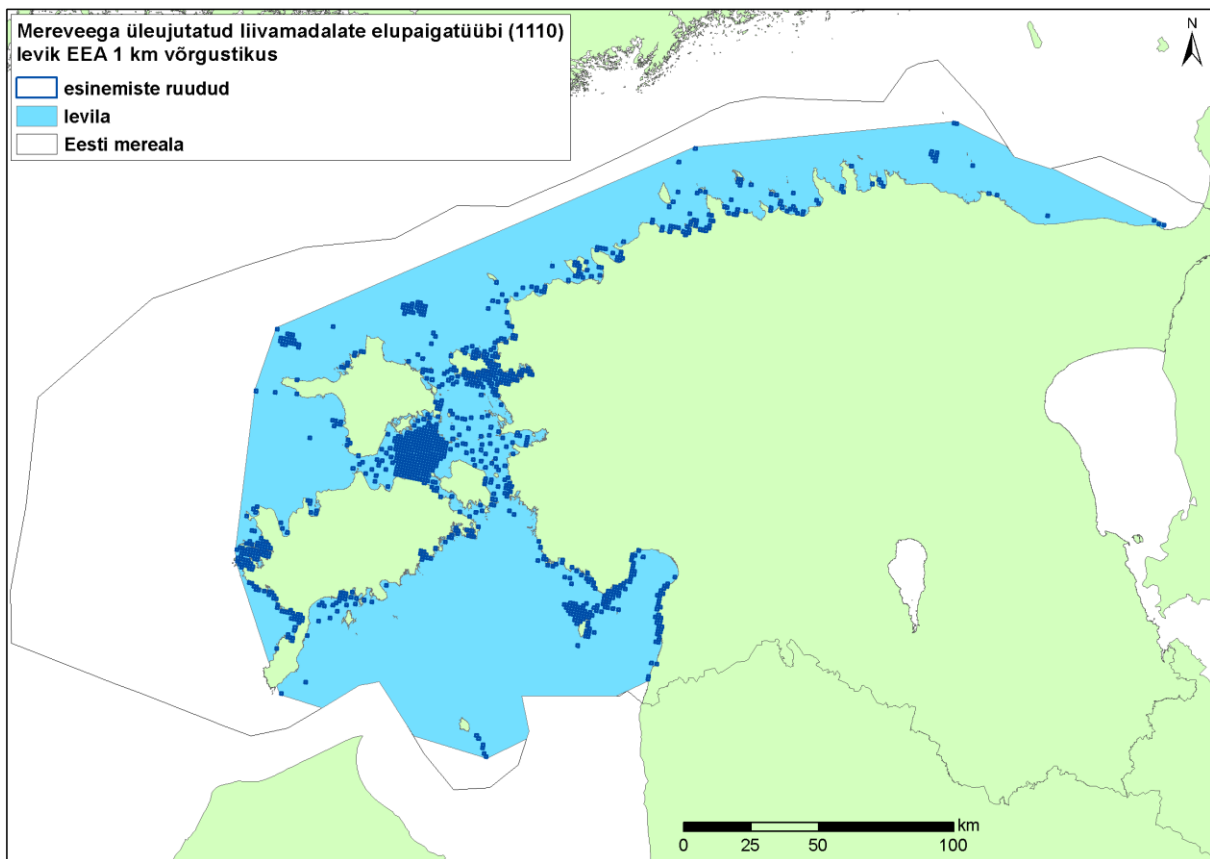 Mereveega üleujutatud liivamadalate elupaigatüübi (1110)
levik EEA 1 km võrgustikus
esinemiste ruudud
levila
Eesti mereala
N
km
0 25 50 100